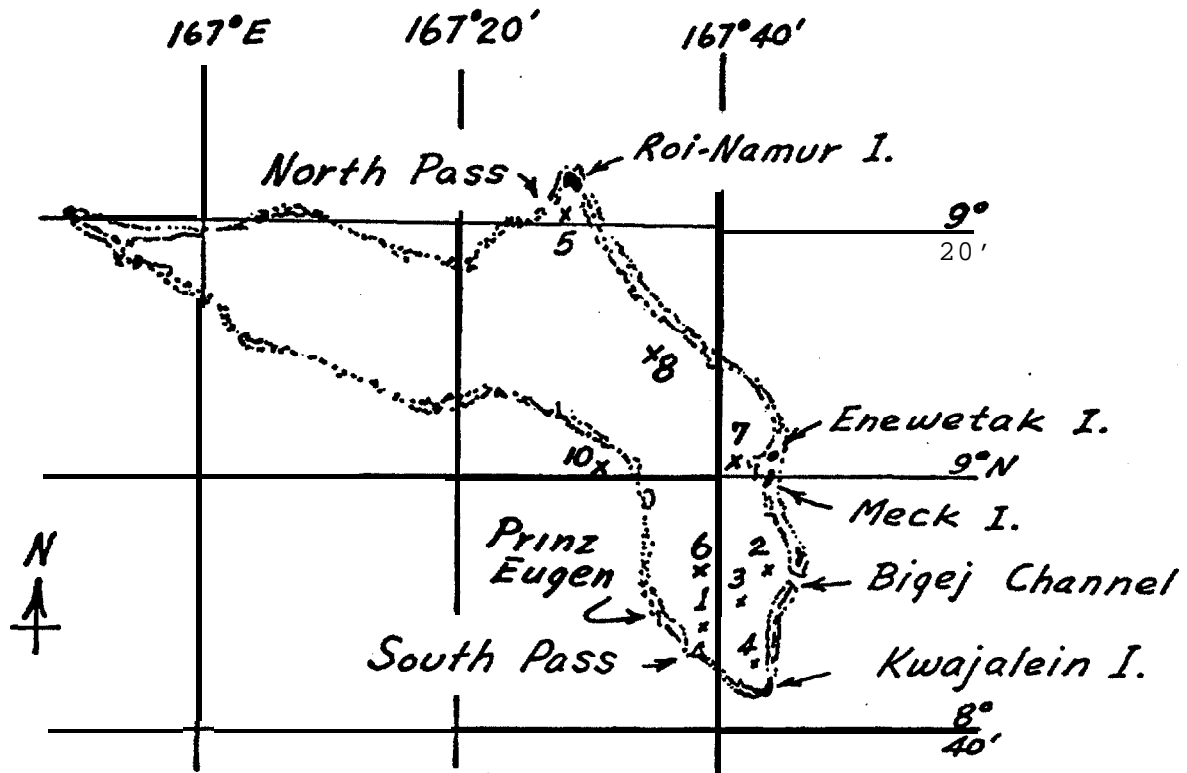 167°E 167°20' 167°40'
North Pass
Roi-Namur I.
5
9°
20'
8
Enewetak I.
7
10
9°N
Meck I.
N
Prinz
Eugen
6
2
3
1
Bigej Channel
4
South Pass
Kwajalein I.
8°
40'